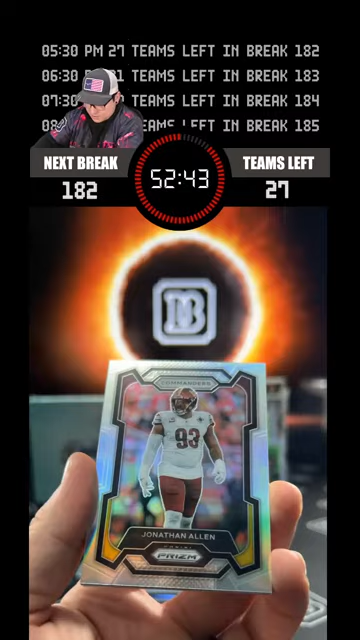 05:30 PM 27 TEAMS LEFT IN BREAK 182
06:30 TEAMS LEFT IN BREAK 183
07:30 TEAMS LEFT IN BREAK 184
TEAMS LEFT IN BREAK 185
NEXT BREAK
182
52:43
TEAMS LEFT
27
COMMANDERS
93
JONATHAN ALLEN
PANINI
PRIZM